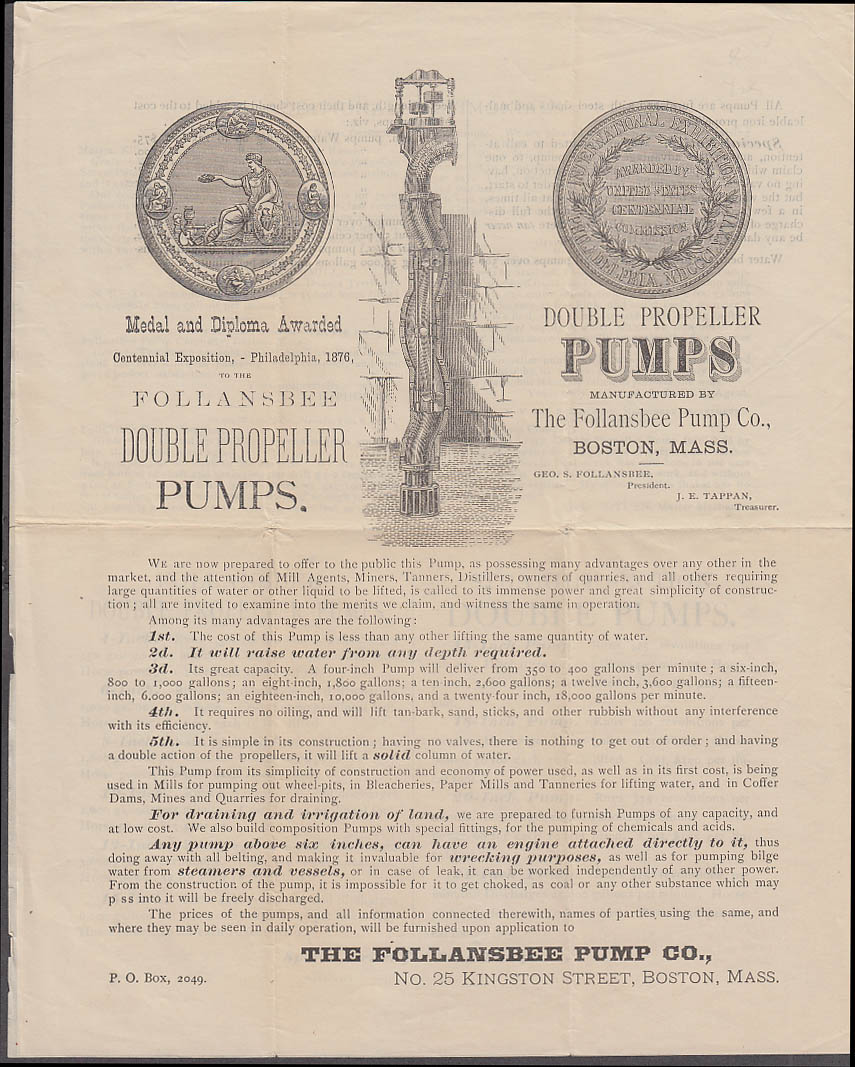 INTERNATIONAL EXHIBITION
AWARDED BY
UNITED STATES
CENTENNIAL
COMMISSION
Medal and Diploma Awarded
Centennial Exposition, - Philadelphia, 1876,
TO THE
FOLLANSBEE
DOUBLE PROPELLER
PUMPS.
DOUBLE PROPELLER
PUMPS
MANUFACTURED BY
The Follansbee Pump Co.,
BOSTON, MASS.
GEO. S. FOLLANSBEE,
President.
J. E. TAPPAN,
Treasurer.
WE are now prepared to offer to the public this Pump, as possessing many advantages over any other in the
market, and the attention of Mill Agents, Miners, Tanners, Distillers, owners of quarries, and all others requiring
large quantities of water or other liquid to be lifted, is called to its immense power and great simplicity of construc-
tion; all are invited to examine into the merits we claim, and witness the same in operation.
Among its many advantages are the following:
1st. The cost of this Pump is less than any other lifting the same quantity of water.
2d. It will raise water from any depth required.
3d. Its great capacity. A four-inch Pump will deliver from 350 to 400 gallons per minute; a six-inch,
800 to 1,000 gallons; an eight-inch, 1,800 gallons; a ten-inch, 2,600 gallons; a twelve inch, 3,600 gallons; a fifteen-
inch, 6.000 gallons; an eighteen-inch, 10,000 gallons, and a twenty-four inch, 18,000 gallons per minute.
4th. It requires no oiling, and will lift tan-bark, sand, sticks, and other rubbish without any interference
with its efficiency.
5th. It is simple in its construction; having no valves, there is nothing to get out of order; and having
a double action of the propellers, it will lift a solid column of water.
This Pump from its simplicity of construction and economy of power used, as well as in its first cost, is being
used in Mills for pumping out wheel-pits, in Bleacheries, Paper Mills and Tanneries for lifting water, and in Coffer
Dams, Mines and Quarries for draining.
For draining and irrigation of land, we are prepared to furnish Pumps of any capacity, and
at low cost. We also build composition Pumps with special fittings, for the pumping of chemicals and acids.
Any pump above six inches, can have an engine attached directly to it, thus
doing away with all belting, and making it invaluable for wrecking purposes, as well as for pumping bilge
water from steamers and vessels, or in case of leak, it can be worked independently of any other power.
From the construction of the pump, it is impossible for it to get choked, as coal or any other substance which may
p ss into it will be freely discharged.
The prices of the pumps, and all information connected therewith, names of parties using the same, and
where they may be seen in daily operation, will be furnished upon application to
THE FOLLANSBEE PUMP CO.,
P. O. Box, 2049.
NO. 25 KINGSTON STREET, BOSTON, MASS.